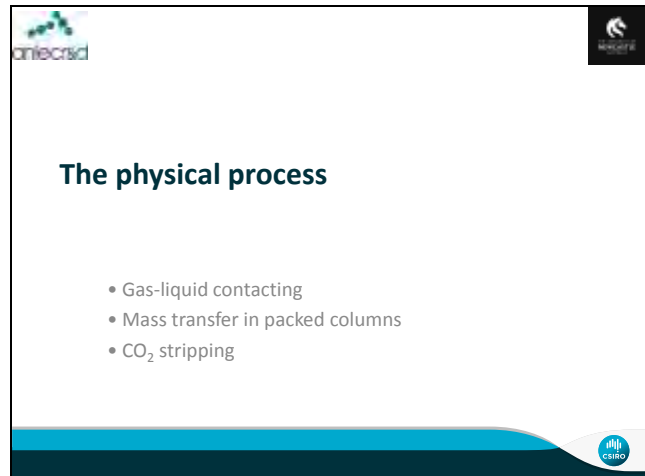 The physical process
• Gas-liquid contacting
• Mass transfer in packed columns
• CO₂ stripping
CSIRO